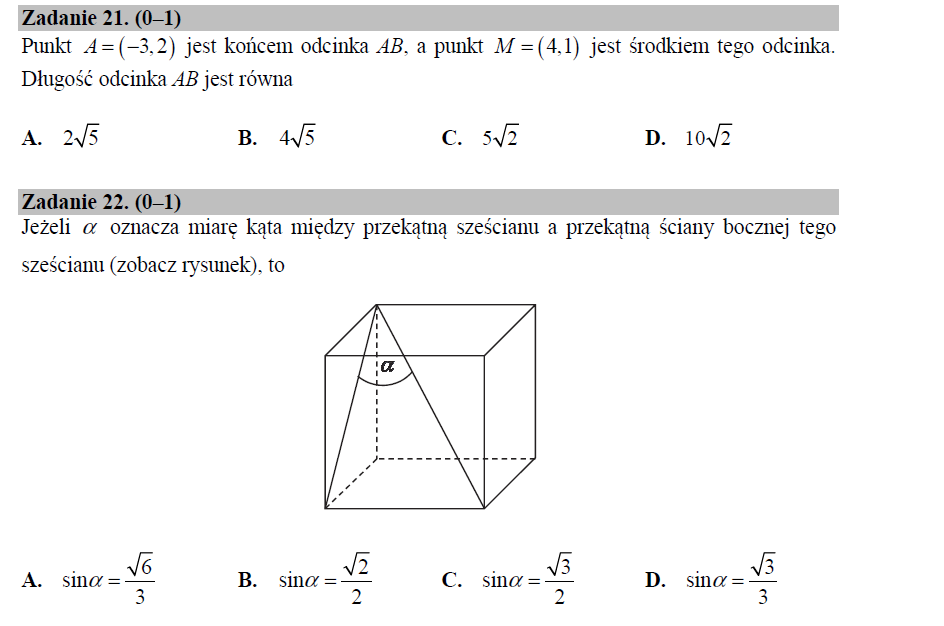 Zadanie 21. (0–1)
Punkt A = (−3, 2) jest końcem odcinka AB, a punkt M = (4, 1) jest środkiem tego odcinka.
Długość odcinka AB jest równa
A. 2√5 B. 4√5 C. 5√2 D. 10√2
Zadanie 22. (0–1)
Jeżeli α oznacza miarę kąta między przekątną sześcianu a przekątną ściany bocznej tego
sześcianu (zobacz rysunek), to
α
A. sinα = √6/3 B. sinα = √2/2 C. sinα = √3/2 D. sinα = √3/3